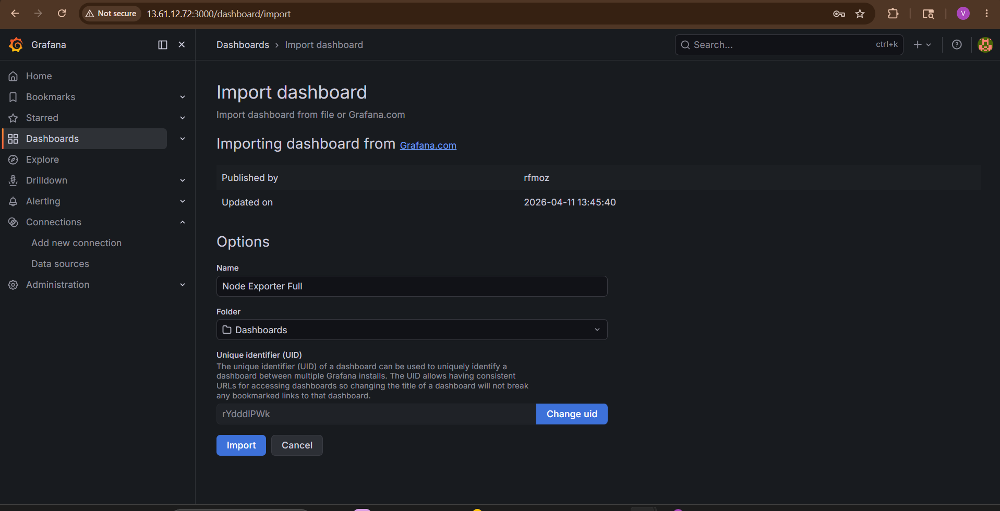 Not secure
13.61.12.72:3000/dashboard/import
V
Grafana
Dashboards › Import dashboard
Search...
ctrl+k
Home
Bookmarks
Starred
Dashboards
Explore
Drilldown
Alerting
Connections
Add new connection
Data sources
Administration
Import dashboard
Import dashboard from file or Grafana.com
Importing dashboard from Grafana.com
Published by rfmoz
Updated on 2026-04-11 13:45:40
Options
Name
Node Exporter Full
Folder
Dashboards
Unique identifier (UID)
The unique identifier (UID) of a dashboard can be used to uniquely identify a
dashboard between multiple Grafana installs. The UID allows having consistent
URLs for accessing dashboards so changing the title of a dashboard will not break
any bookmarked links to that dashboard.
rYdddlPWk
Change uid
Import
Cancel